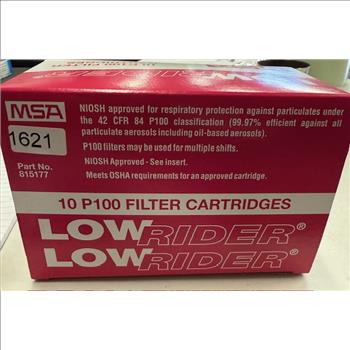 MSA
1621
Part No.
815177
NIOSH approved for respiratory protection against particulates under
the 42 CFR 84 P100 classification (99.97% efficient against all
particulate aerosols including oil-based aerosols).
P100 filters may be used for multiple shifts.
NIOSH Approved - See insert.
Meets OSHA requirements for an approved cartridge.
10 P100 FILTER CARTRIDGES
LOWRIDER®
LOWRIDER®